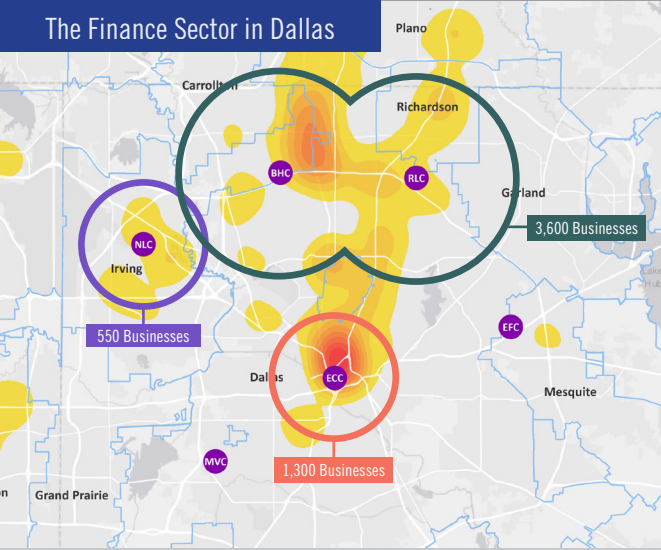 The Finance Sector in Dallas
Plano
Carrollton
Richardson
BHC
RLC
Garland
3,600 Businesses
NLC
Irving
550 Businesses
EFC
Dallas
ECC
Mesquite
MVC
1,300 Businesses
Grand Prairie